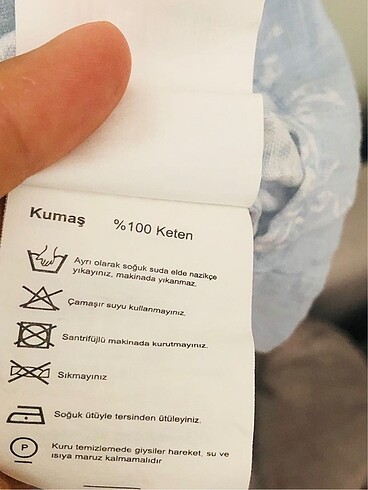 Kumaş %100 Keten
Ayrı olarak soğuk suda elde nazikçe
yıkayınız, makinada yıkanmaz.
Çamaşır suyu kullanmayınız.
Santrifüjlü makinada kurutmayınız.
Sıkmayınız
Soğuk ütüyle tersinden ütüleyiniz.
P
Kuru temizlemede giysiler hareket, su ve
ısıya maruz kalmamalıdır